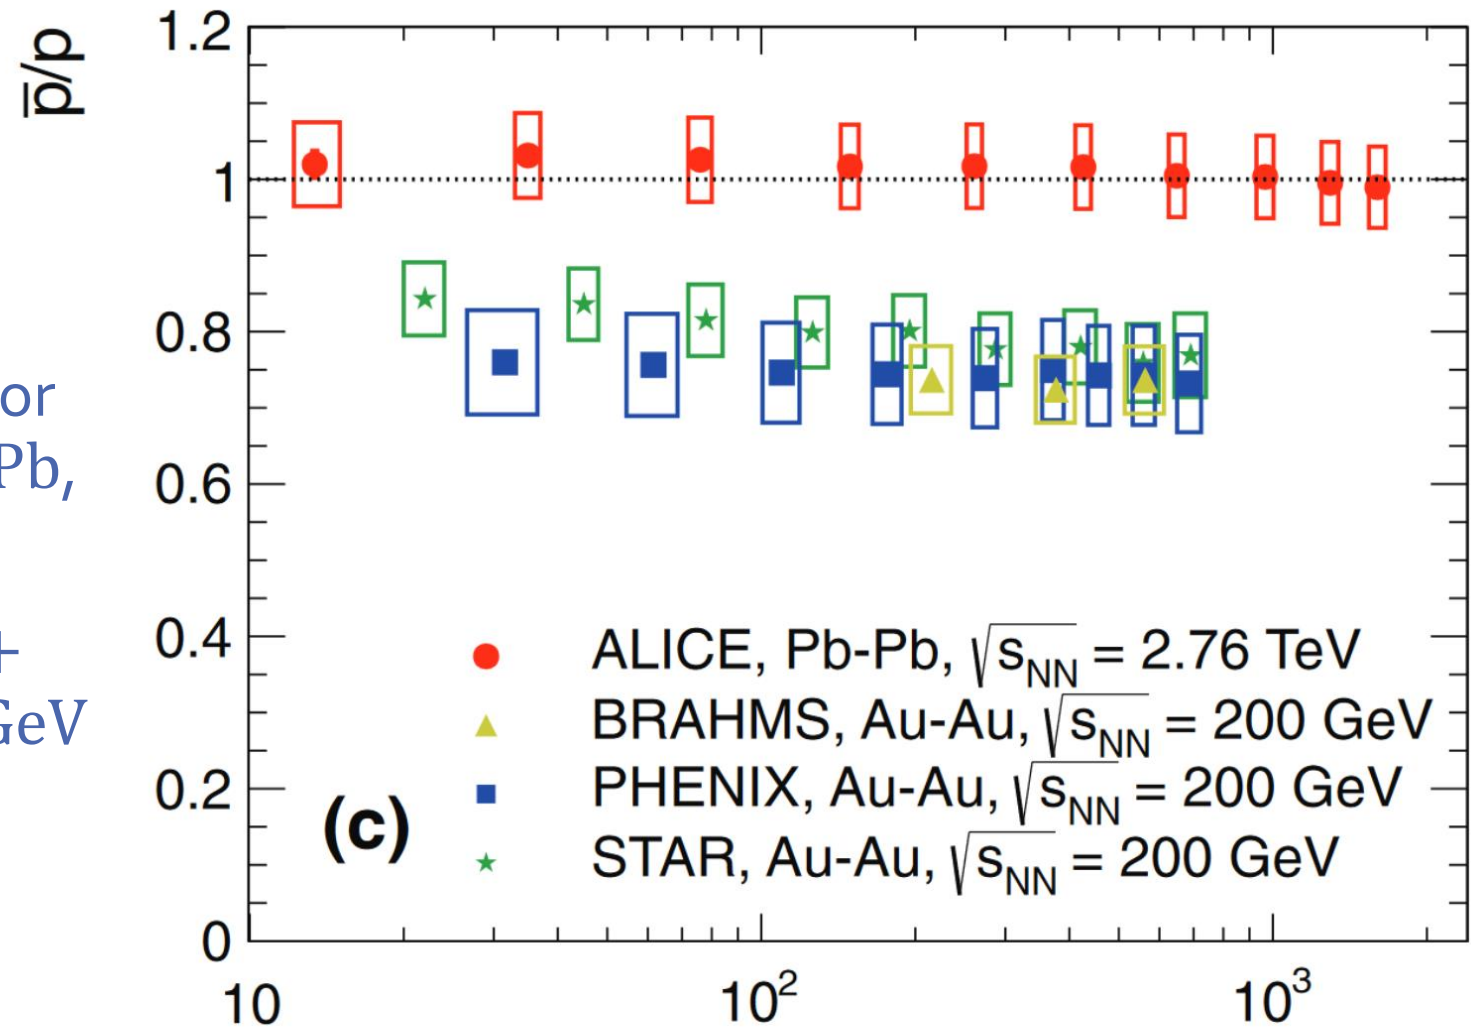 p̅/p
1.2
1
0.8
0.6
0.4
0.2
0
or
Pb,
+
GeV
ALICE, Pb-Pb, √sNN = 2.76 TeV
BRAHMS, Au-Au, √sNN = 200 GeV
PHENIX, Au-Au, √sNN = 200 GeV
STAR, Au-Au, √sNN = 200 GeV
(c)
10
10²
10³